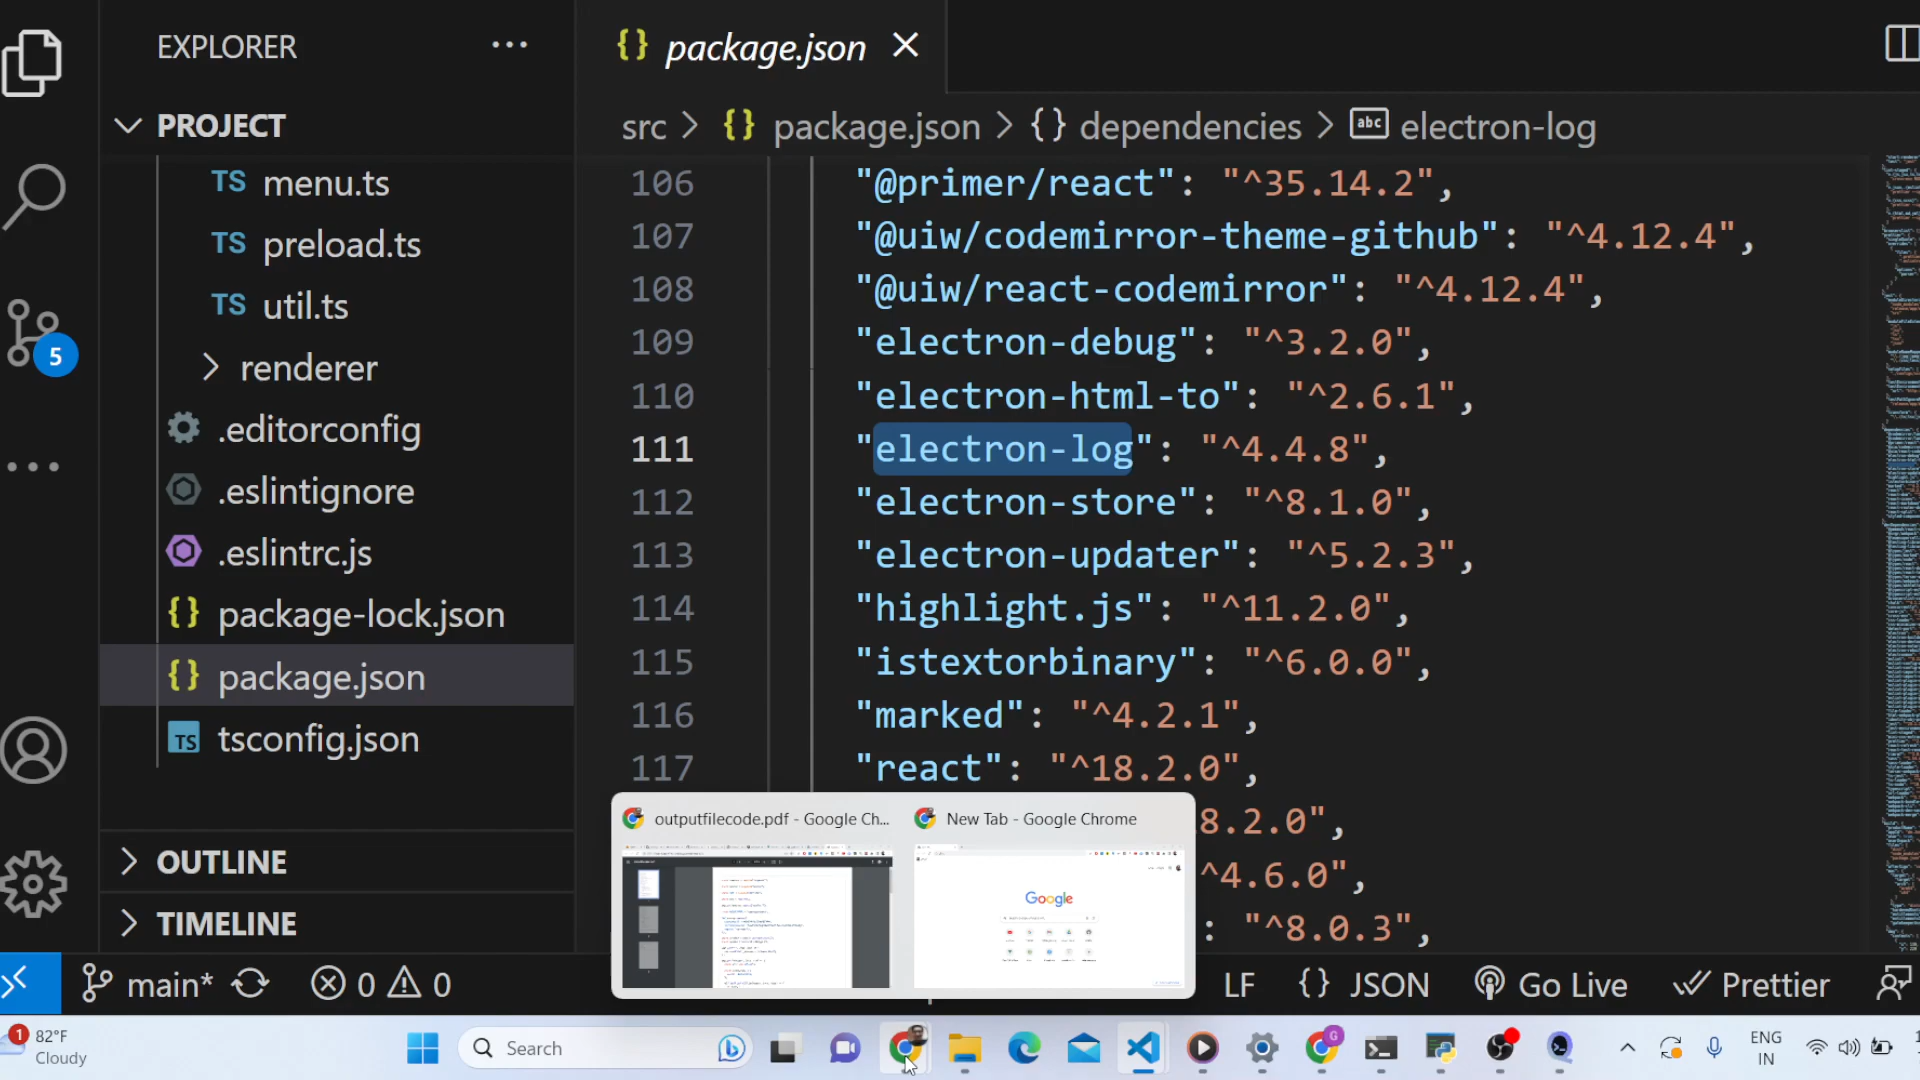 EXPLORER
PROJECT
TS menu.ts
TS preload.ts
TS util.ts
renderer
.editorconfig
.eslintignore
.eslintrc.js
{} package-lock.json
{} package.json
TS tsconfig.json
OUTLINE
TIMELINE
5
{} package.json
src > {} package.json > {} dependencies > abc electron-log
106 "@primer/react": "^35.14.2",
107 "@uiw/codemirror-theme-github": "^4.12.4",
108 "@uiw/react-codemirror": "^4.12.4",
109 "electron-debug": "^3.2.0",
110 "electron-html-to": "^2.6.1",
111 "electron-log": "^4.4.8",
112 "electron-store": "^8.1.0",
113 "electron-updater": "^5.2.3",
114 "highlight.js": "^11.2.0",
115 "istextorbinary": "^6.0.0",
116 "marked": "^4.2.1",
117 "react": "^18.2.0",
8.2.0",
^4.6.0",
: "^8.0.3",
outputfilecode.pdf - Google Ch...
New Tab - Google Chrome
Google
main* 0 0
LF {} JSON Go Live Prettier
1 82°F
Cloudy
Search
G
ENG
IN